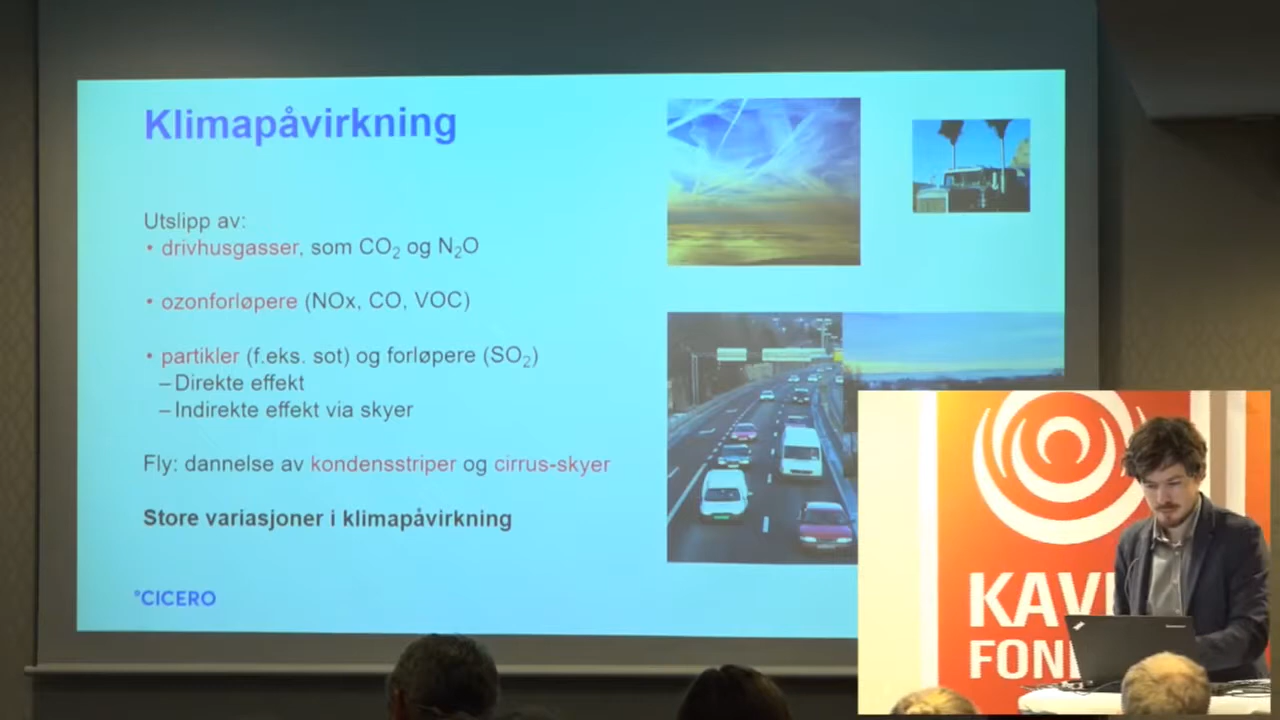 Klimapåvirkning
Utslipp av:
• drivhusgasser, som CO₂ og N₂O
• ozonforløpere (NOx, CO, VOC)
• partikler (f.eks. sot) og forløpere (SO₂)
– Direkte effekt
– Indirekte effekt via skyer
Fly: dannelse av kondensstriper og cirrus-skyer
Store variasjoner i klimapåvirkning
°CICERO
KAV
FON